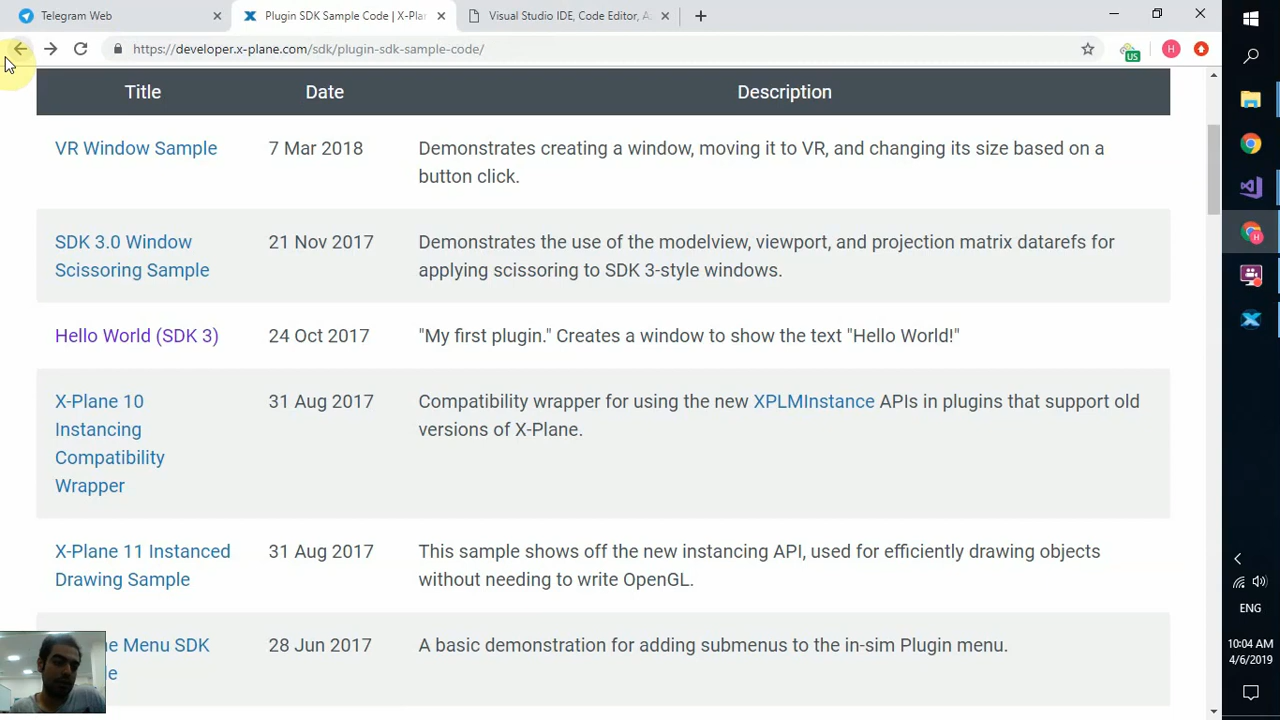 Telegram Web
Plugin SDK Sample Code | X-Plan
Visual Studio IDE, Code Editor, A
https://developer.x-plane.com/sdk/plugin-sdk-sample-code/
US
H
Title Date Description
VR Window Sample 7 Mar 2018 Demonstrates creating a window, moving it to VR, and changing its size based on a
button click.
SDK 3.0 Window 21 Nov 2017 Demonstrates the use of the modelview, viewport, and projection matrix datarefs for
Scissoring Sample applying scissoring to SDK 3-style windows.
Hello World (SDK 3) 24 Oct 2017 "My first plugin." Creates a window to show the text "Hello World!"
X-Plane 10 31 Aug 2017 Compatibility wrapper for using the new XPLMInstance APIs in plugins that support old
Instancing versions of X-Plane.
Compatibility
Wrapper
X-Plane 11 Instanced 31 Aug 2017 This sample shows off the new instancing API, used for efficiently drawing objects
Drawing Sample without needing to write OpenGL.
Menu SDK 28 Jun 2017 A basic demonstration for adding submenus to the in-sim Plugin menu.
ENG
10:04 AM
4/6/2019